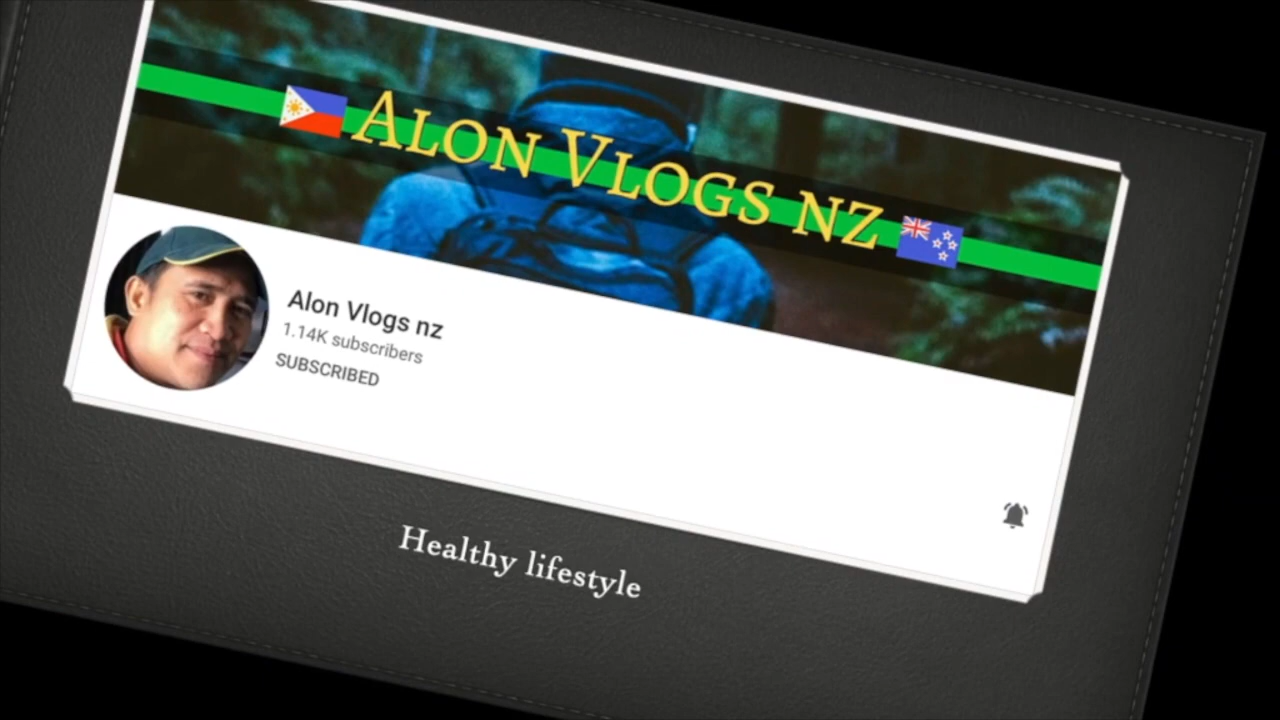 ALON VLOGS NZ
Alon Vlogs nz
1.14K subscribers
SUBSCRIBED
Healthy lifestyle